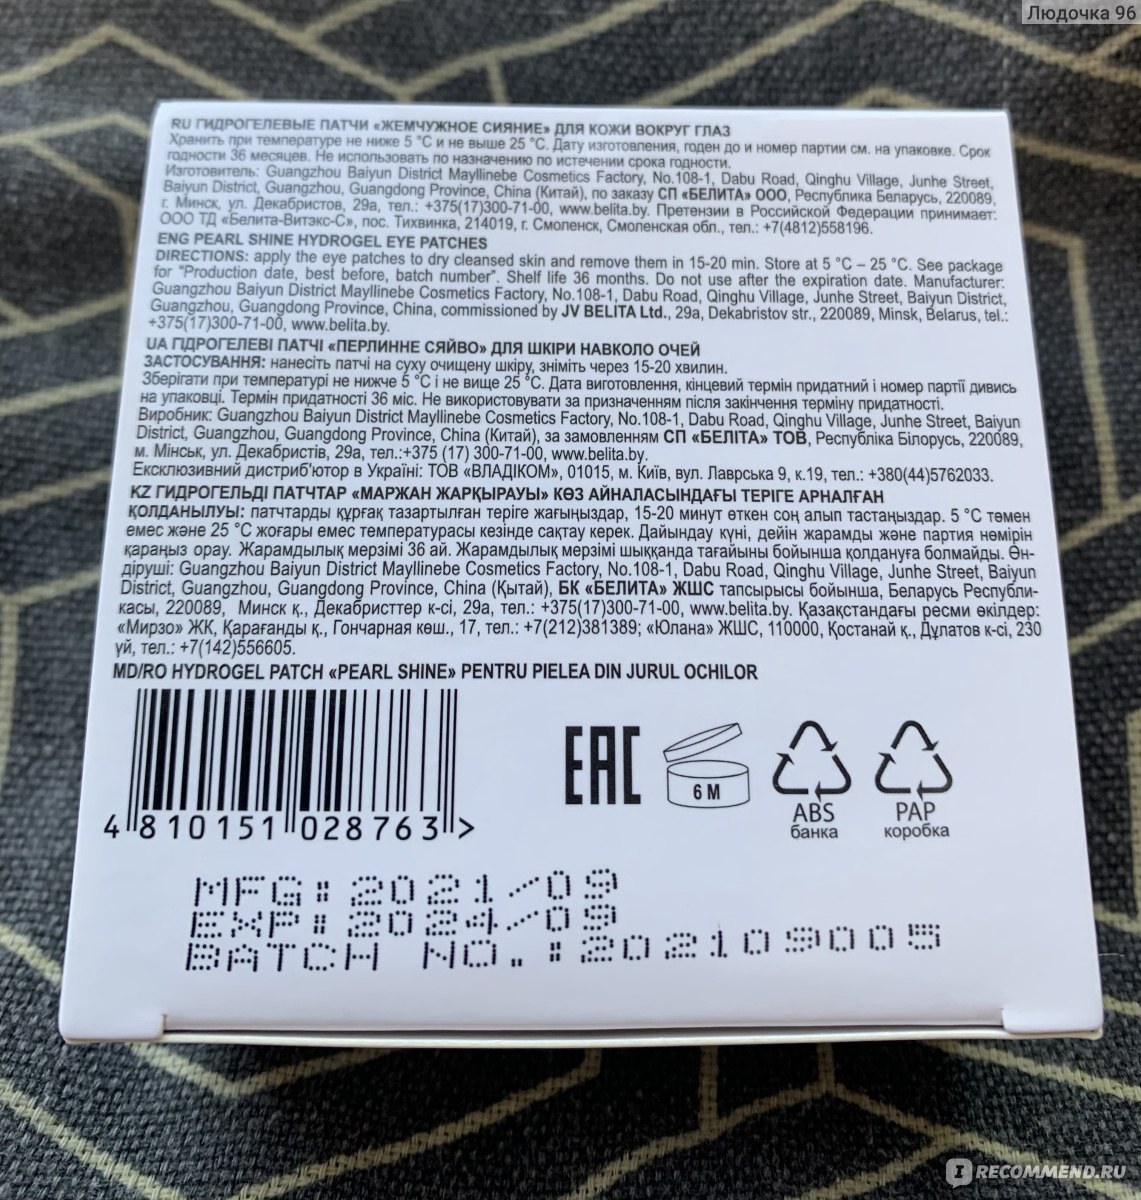 Людочка 96
RU ГИДРОГЕЛЕВЫЕ ПАТЧИ «ЖЕМЧУЖНОЕ СИЯНИЕ» ДЛЯ КОЖИ ВОКРУГ ГЛАЗ
Хранить при температуре не ниже 5 °С и не выше 25 °С. Дату изготовления, годен до и номер партии см. на упаковке. Срок
годности 36 месяцев. Не использовать по назначению по истечении срока годности.
Изготовитель: Guangzhou Baiyun District Mayllinebe Cosmetics Factory, No.108-1, Dabu Road, Qinghu Village, Junhe Street,
Baiyun District, Guangzhou, Guangdong Province, China (Китай), по заказу СП «БЕЛИТА» ООО, Республика Беларусь, 220089,
г. Минск, ул. Декабристов, 29а, тел.: +375(17)300-71-00, www.belita.by. Претензии в Российской Федерации принимает:
ООО ТД «Белита-Витэкс-С», пос. Тихвинка, 214019, г. Смоленск, Смоленская обл., тел.: +7(4812)558196.
ENG PEARL SHINE HYDROGEL EYE PATCHES
DIRECTIONS: apply the eye patches to dry cleansed skin and remove them in 15-20 min. Store at 5 °C – 25 °C. See package
for "Production date, best before, batch number". Shelf life 36 months. Do not use after the expiration date. Manufacturer:
Guangzhou Baiyun District Mayllinebe Cosmetics Factory, No.108-1, Dabu Road, Qinghu Village, Junhe Street, Baiyun District,
Guangzhou, Guangdong Province, China, commissioned by JV BELITA Ltd., 29a, Dekabristov str., 220089, Minsk, Belarus, tel.:
+375(17)300-71-00, www.belita.by.
UA ГІДРОГЕЛЕВІ ПАТЧІ «ПЕРЛИННЕ СЯЙВО» ДЛЯ ШКІРИ НАВКОЛО ОЧЕЙ
ЗАСТОСУВАННЯ: нанесіть патчі на суху очищену шкіру, зніміть через 15-20 хвилин.
Зберігати при температурі не нижче 5 °С і не вище 25 °С. Дата виготовлення, кінцевий термін придатний і номер партії дивись
на упаковці. Термін придатності 36 міс. Не використовувати за призначенням після закінчення терміну придатності.
Виробник: Guangzhou Baiyun District Mayllinebe Cosmetics Factory, No.108-1, Dabu Road, Qinghu Village, Junhe Street, Baiyun
District, Guangzhou, Guangdong Province, China (Китай), за замовленням СП «БЕЛІТА» ТОВ, Республіка Білорусь, 220089,
м. Мінськ, ул. Декабристів, 29а, тел.:+375 (17) 300-71-00, www.belita.by.
Ексклюзивний дистриб'ютор в Україні: ТОВ «ВЛАДІКОМ», 01015, м. Київ, вул. Лаврська 9, к.19, тел.: +380(44)5762033.
KZ ГИДРОГЕЛЬДІ ПАТЧТАР «МАРЖАН ЖАРҚЫРАУЫ» КӨЗ АЙНАЛАСЫНДАҒЫ ТЕРІГЕ АРНАЛҒАН
ҚОЛДАНЫЛУЫ: патчтарды құрғақ тазартылған теріге жағыңыздар, 15-20 минут өткен соң алып тастаңыздар. 5 °С төмен
емес және 25 °С жоғары емес температурасы кезінде сақтау керек. Дайындау күні, дейін жарамды және партия нөмірін
қараңыз орау. Жарамдылық мерзімі 36 ай. Жарамдылық мерзімі шыққанда тағайыны бойынша қолдануға болмайды. Өн-
діруші: Guangzhou Baiyun District Mayllinebe Cosmetics Factory, No.108-1, Dabu Road, Qinghu Village, Junhe Street, Baiyun
District, Guangzhou, Guangdong Province, China (Қытай), БК «БЕЛИТА» ЖШС тапсырысы бойынша, Беларусь Республи-
касы, 220089, Минск қ., Декабристтер к-сі, 29а, тел.: +375(17)300-71-00, www.belita.by. Қазақстандағы ресми өкілдер:
«Мирзо» ЖК, Қарағанды қ., Гончарная көш., 17, тел.: +7(212)381389; «Юлана» ЖШС, 110000, Қостанай қ., Дұлатов к-сі, 230
үй, тел.: +7(142)556605.
MD/RO HYDROGEL PATCH «PEARL SHINE» PENTRU PIELEA DIN JURUL OCHILOR
4 810151 028763 >
EAC
6 M
ABS
банка
PAP
коробка
MFG: 2021/09
EXP: 2024/09
BATCH NO.: 202109005
IRECOMMEND.RU